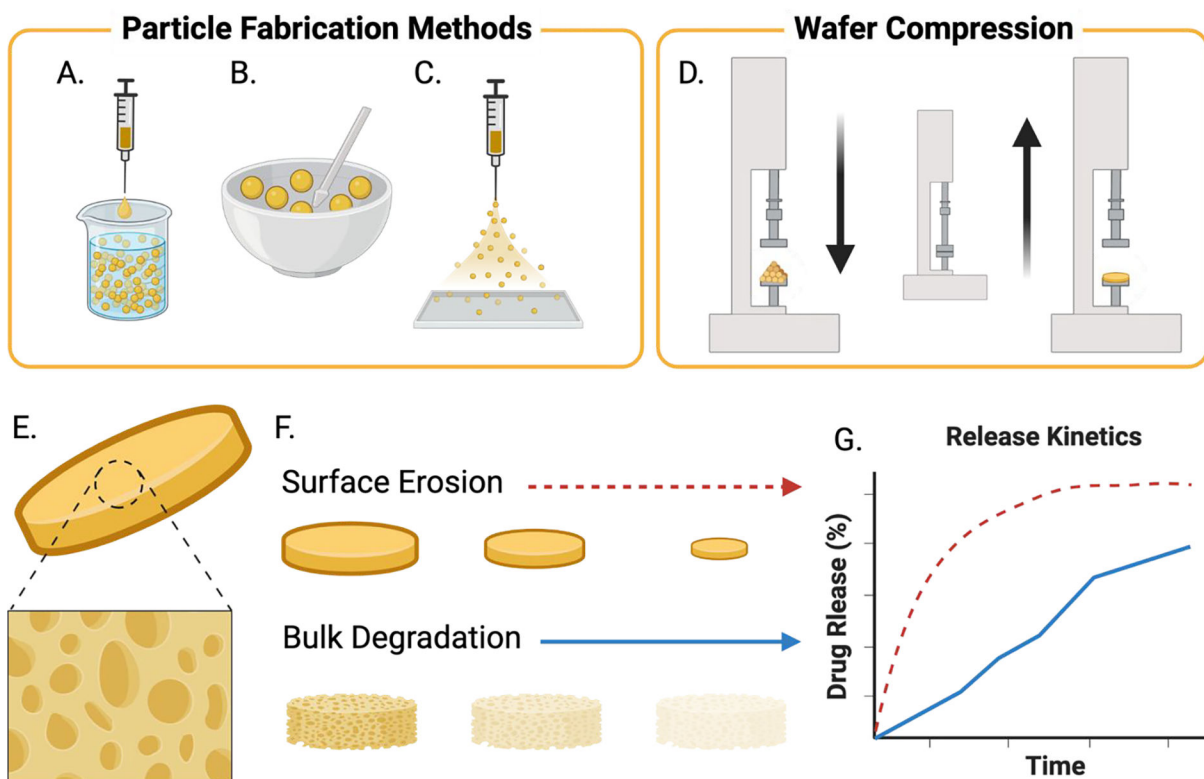 Particle Fabrication Methods
Wafer Compression
A.
B.
C.
D.
E.
F.
Surface Erosion
Bulk Degradation
G.
Release Kinetics
Drug Rlease (%)
Time